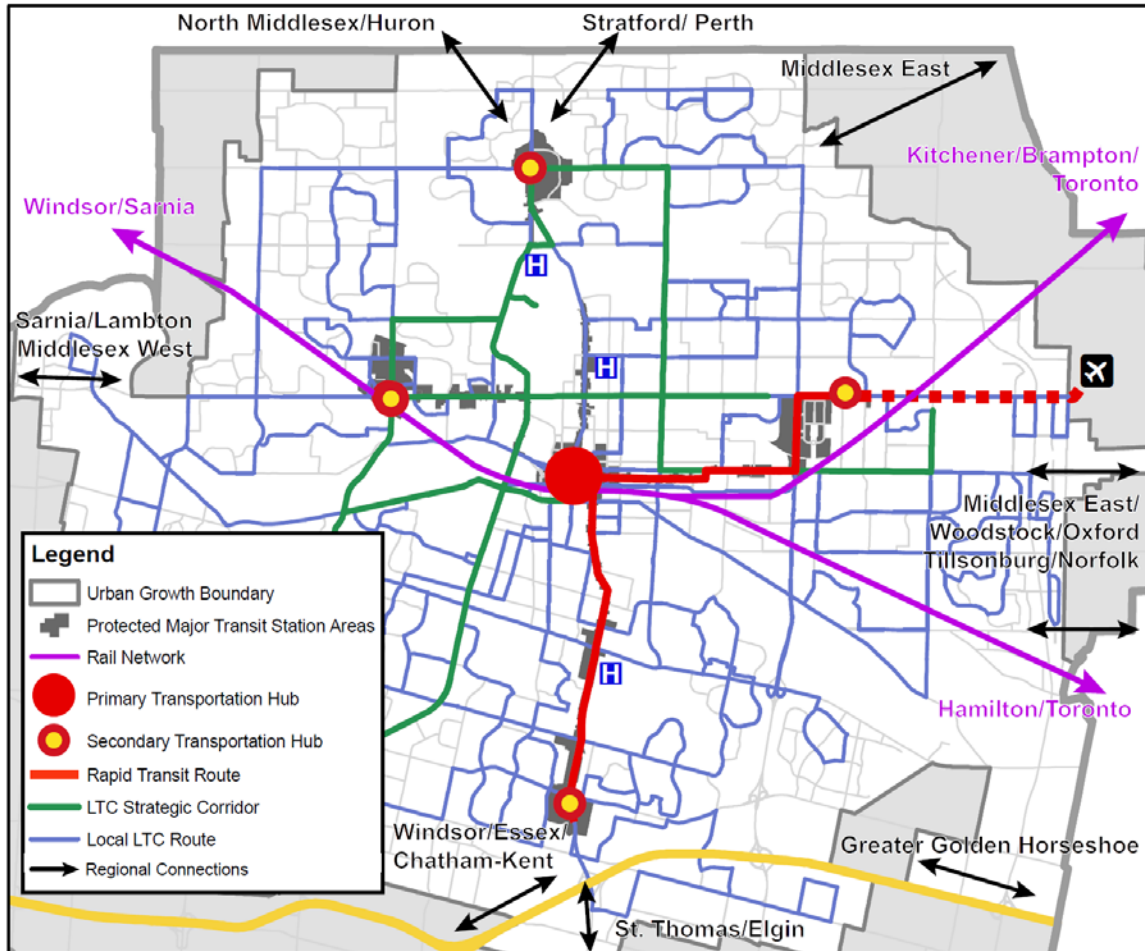 North Middlesex/Huron
Stratford/ Perth
Middlesex East
Kitchener/Brampton/
Toronto
Windsor/Sarnia
H
Sarnia/Lambton
Middlesex West
H
Middlesex East/
Woodstock/Oxford
Tillsonburg/Norfolk
H
Hamilton/Toronto
Legend
Urban Growth Boundary
Protected Major Transit Station Areas
Rail Network
Primary Transportation Hub
Secondary Transportation Hub
Rapid Transit Route
LTC Strategic Corridor
Local LTC Route
Regional Connections
Windsor/Essex/
Chatham-Kent
Greater Golden Horseshoe
St. Thomas/Elgin